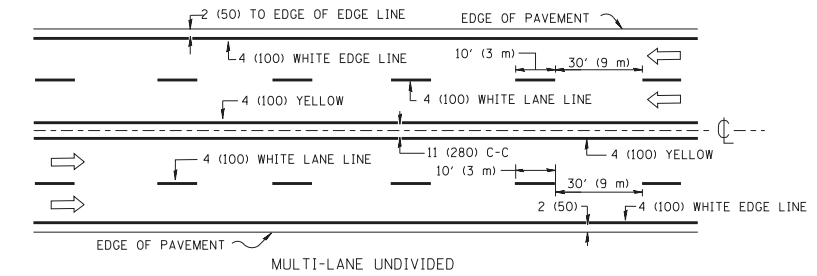 2 (50) TO EDGE OF EDGE LINE
EDGE OF PAVEMENT
4 (100) WHITE EDGE LINE
10' (3 m)
30' (9 m)
4 (100) YELLOW
4 (100) WHITE LANE LINE
℄
4 (100) WHITE LANE LINE
11 (280) C-C
4 (100) YELLOW
10' (3 m)
30' (9 m)
2 (50)
4 (100) WHITE EDGE LINE
EDGE OF PAVEMENT
MULTI-LANE UNDIVIDED